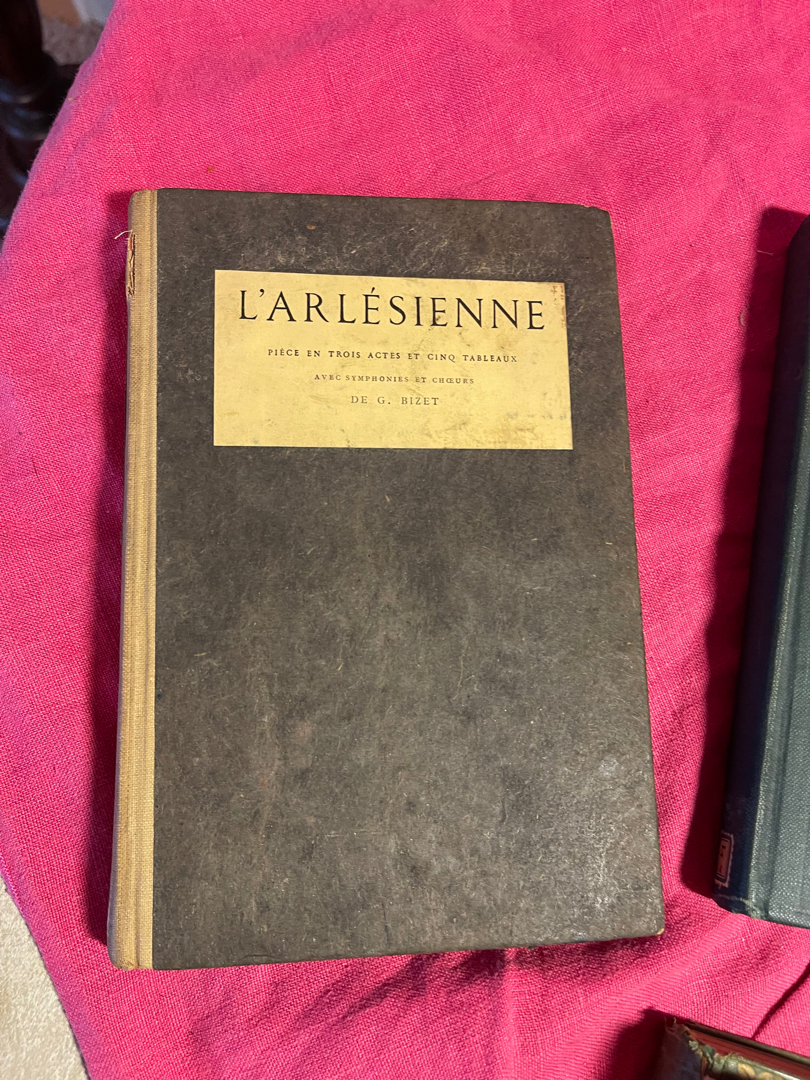 L'ARLÉSIENNE
PIÈCE EN TROIS ACTES ET CINQ TABLEAUX
AVEC SYMPHONIES ET CHŒURS
DE G. BIZET